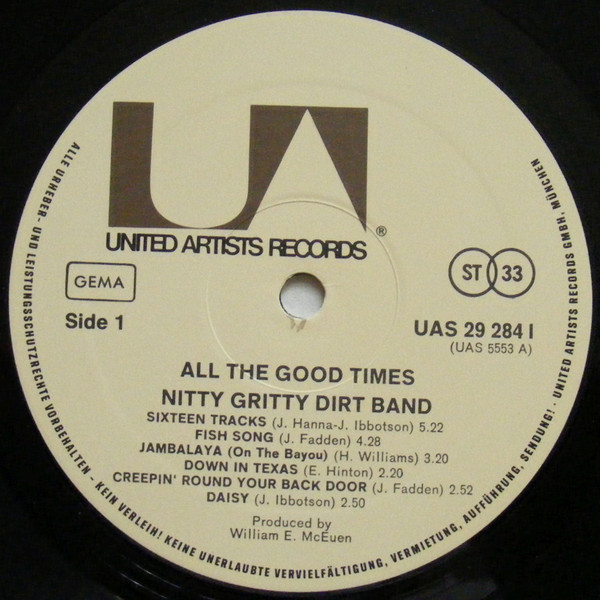 UA
UNITED ARTISTS RECORDS ®
GEMA
ST 33
Side 1
UAS 29 284 I
(UAS 5553 A)
ALL THE GOOD TIMES
NITTY GRITTY DIRT BAND
SIXTEEN TRACKS (J. Hanna-J. Ibbotson) 5.22
FISH SONG (J. Fadden) 4.28
JAMBALAYA (On The Bayou) (H. Williams) 3.20
DOWN IN TEXAS (E. Hinton) 2.20
CREEPIN' ROUND YOUR BACK DOOR (J. Fadden) 2.52
DAISY (J. Ibbotson) 2.50
Produced by
William E. McEuen
ALLE URHEBER- UND LEISTUNGSSCHUTZRECHTE VORBEHALTEN - KEIN VERLEIH! KEINE UNERLAUBTE VERVIELFÄLTIGUNG, VERMIETUNG, AUFFÜHRUNG, SENDUNG! · UNITED ARTISTS RECORDS GMBH, MÜNCHEN